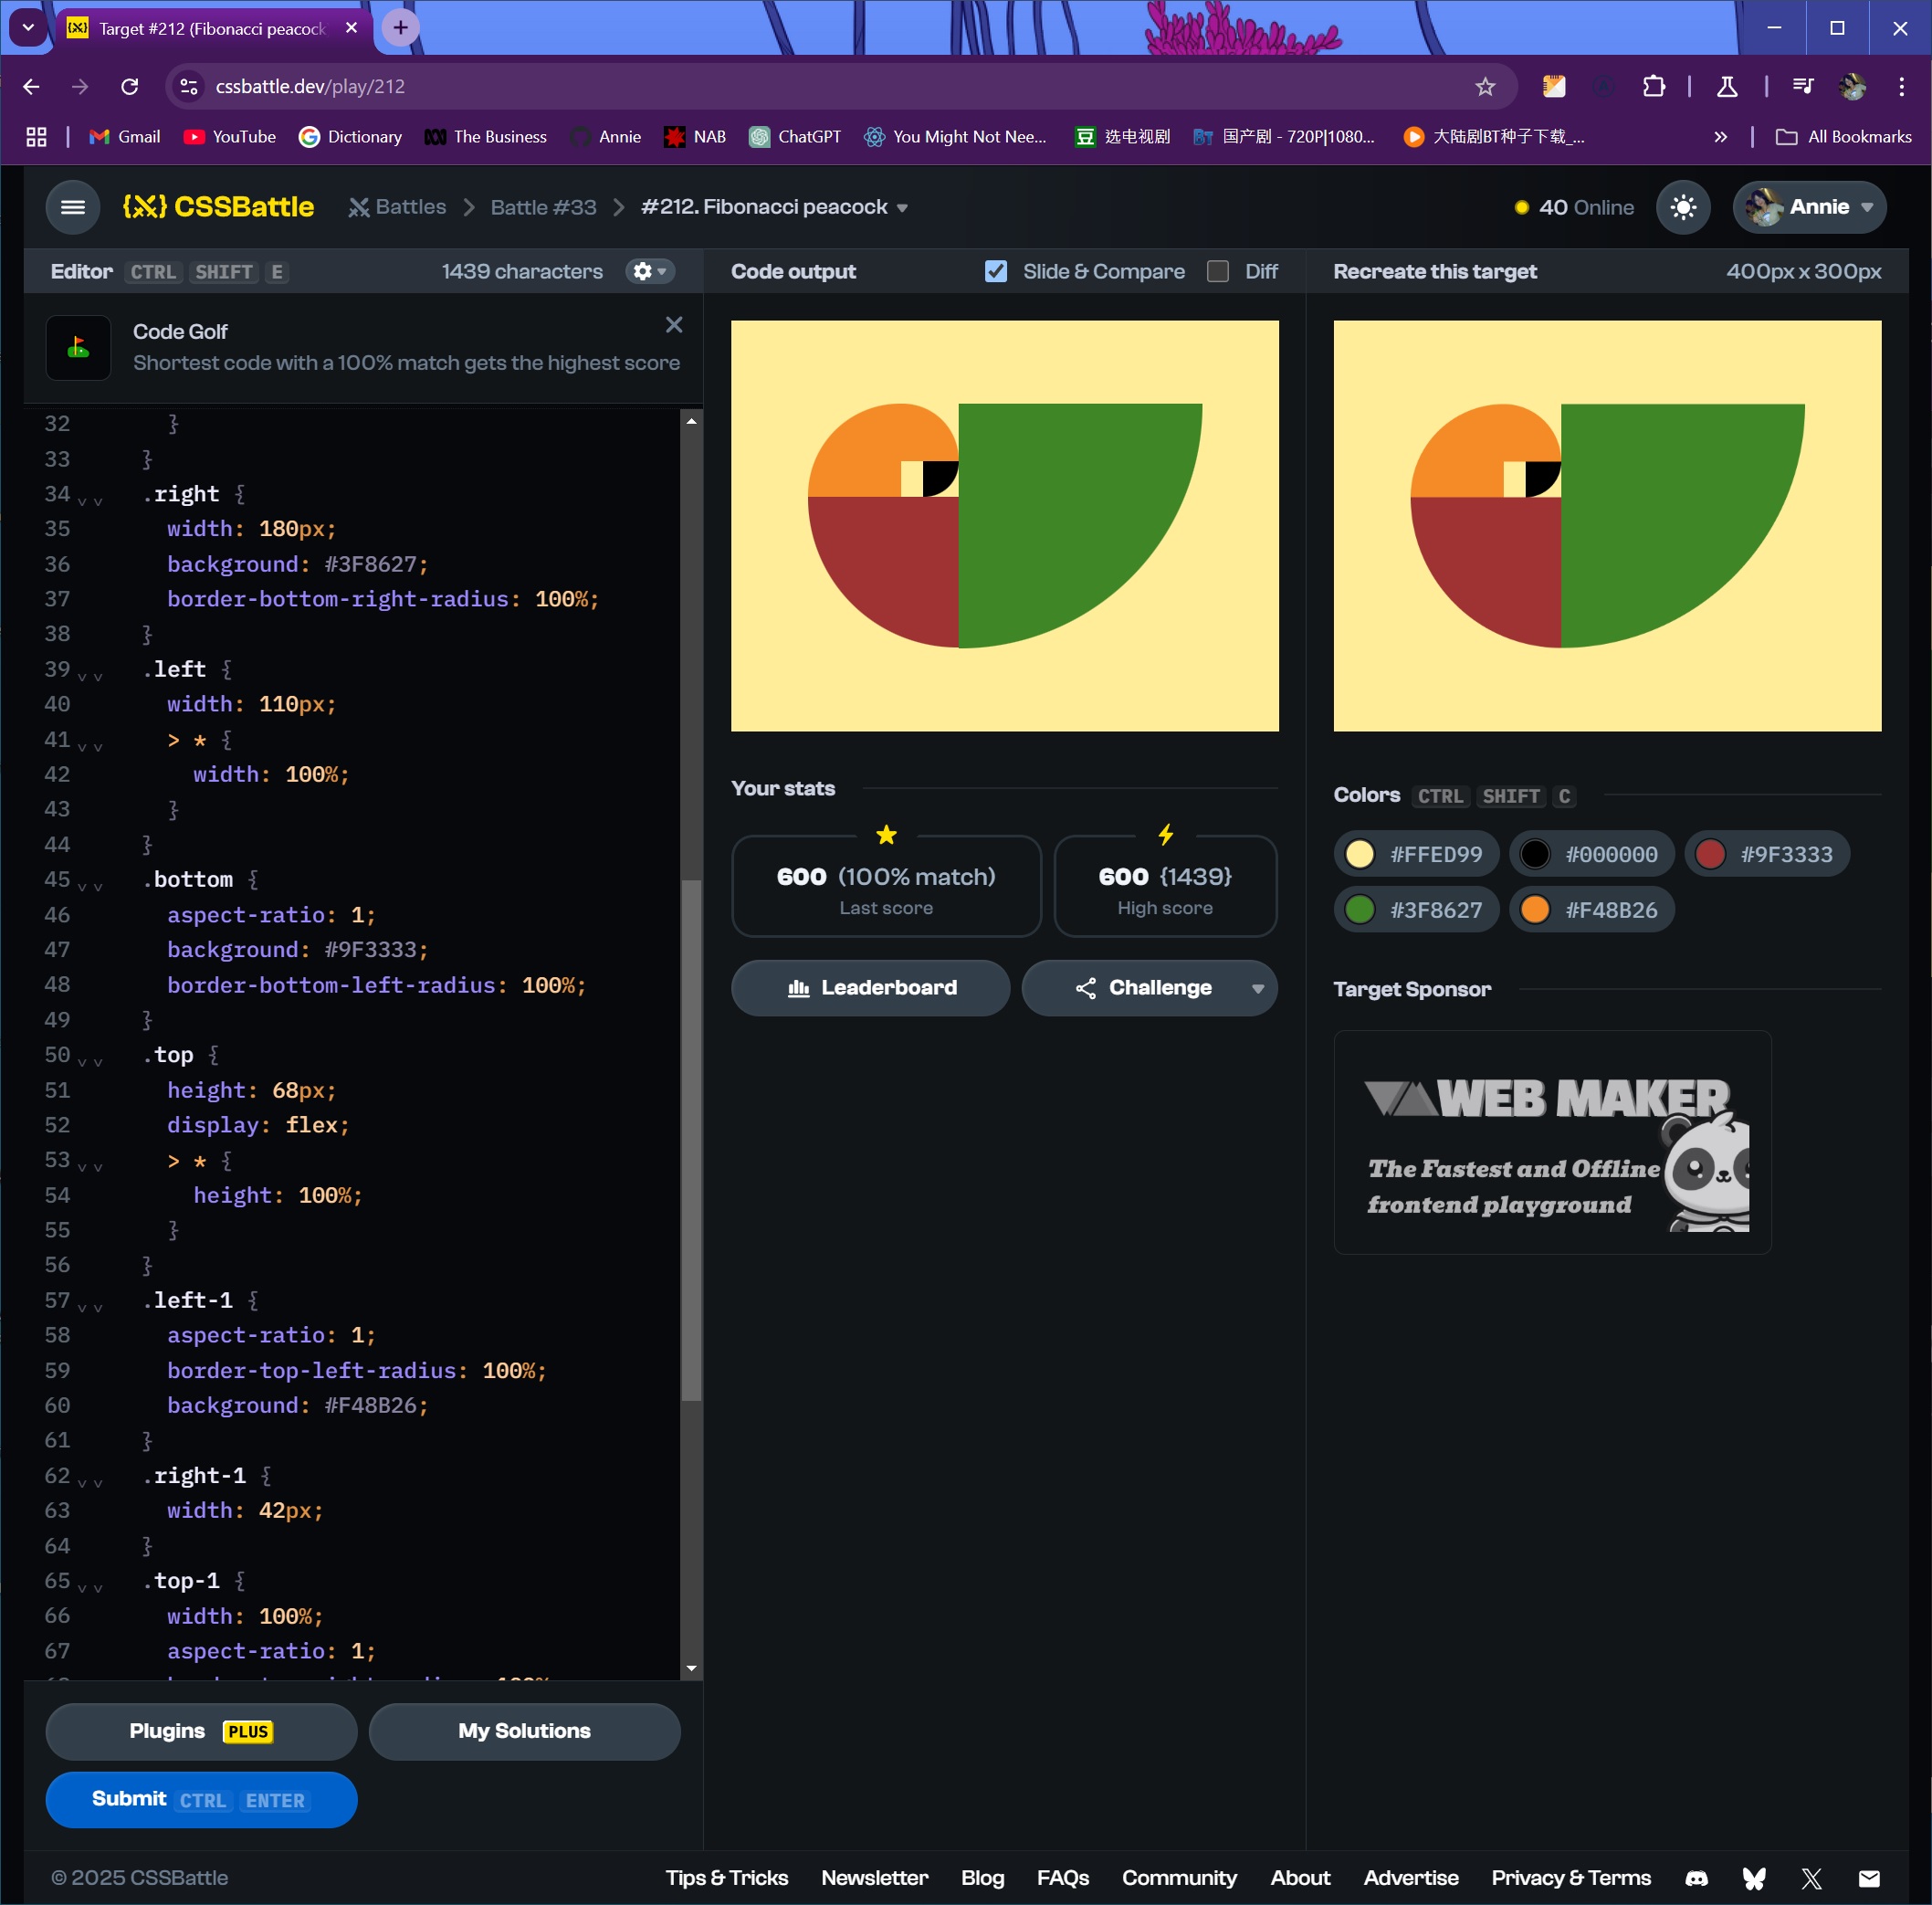 Target #212 (Fibonacci peacock
cssbattle.dev/play/212
Gmail YouTube Dictionary The Business Annie NAB ChatGPT You Might Not Nee... 选电视剧 国产剧 - 720P|1080... 大陆剧BT种子下载_... » All Bookmarks
{X} CSSBattle Battles > Battle #33 > #212. Fibonacci peacock 40 Online Annie
Editor CTRL SHIFT E 1439 characters
Code output Slide & Compare Diff
Recreate this target 400px x 300px
Code Golf
Shortest code with a 100% match gets the highest score
32 }
33 }
34 .right {
35 width: 180px;
36 background: #3F8627;
37 border-bottom-right-radius: 100%;
38 }
39 .left {
40 width: 110px;
41 > * {
42 width: 100%;
43 }
44 }
45 .bottom {
46 aspect-ratio: 1;
47 background: #9F3333;
48 border-bottom-left-radius: 100%;
49 }
50 .top {
51 height: 68px;
52 display: flex;
53 > * {
54 height: 100%;
55 }
56 }
57 .left-1 {
58 aspect-ratio: 1;
59 border-top-left-radius: 100%;
60 background: #F48B26;
61 }
62 .right-1 {
63 width: 42px;
64 }
65 .top-1 {
66 width: 100%;
67 aspect-ratio: 1;
Plugins PLUS
My Solutions
Submit CTRL ENTER
Your stats
600 (100% match)
Last score
600 {1439}
High score
Leaderboard
Challenge
Colors CTRL SHIFT C
#FFED99 #000000 #9F3333
#3F8627 #F48B26
Target Sponsor
WEB MAKER
The Fastest and Offline
frontend playground
© 2025 CSSBattle
Tips & Tricks Newsletter Blog FAQs Community About Advertise Privacy & Terms